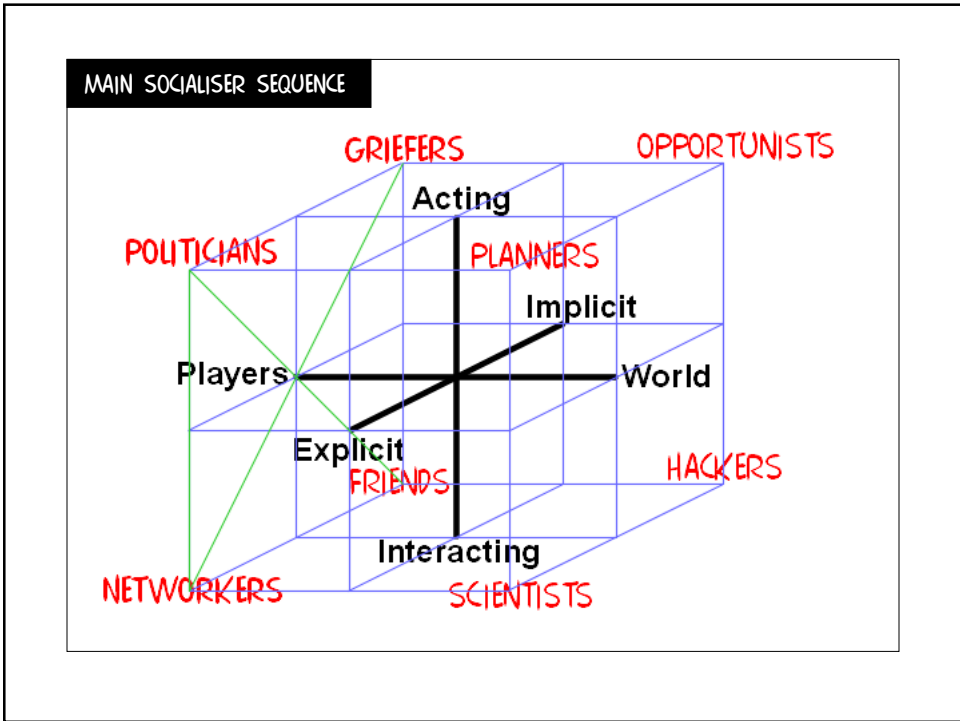 MAIN SOCIALISER SEQUENCE
GRIEFERS
OPPORTUNISTS
Acting
POLITICIANS
PLANNERS
Implicit
Players
World
Explicit
FRIENDS
HACKERS
Interacting
NETWORKERS
SCIENTISTS